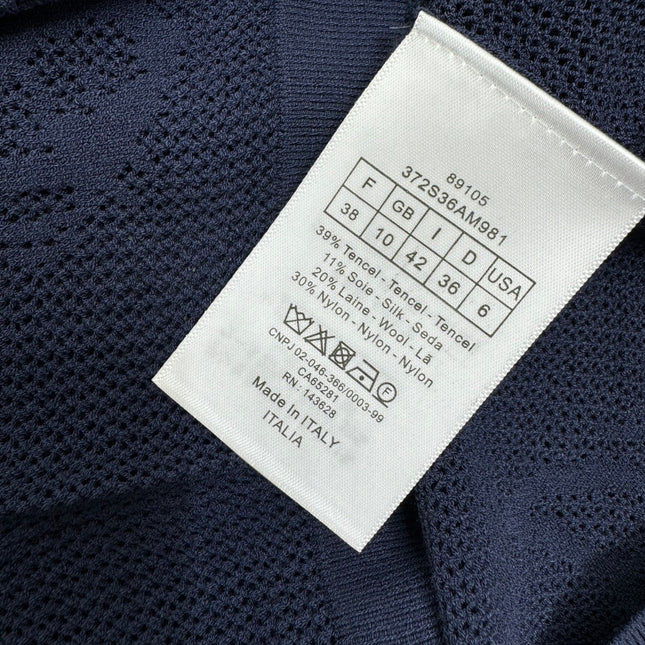 89105
372S36AM981
F GB I D USA
38 10 42 36 6
39% Tencel - Tencel - Tencel
11% Soie - Silk - Seda
20% Laine - Wool - Lã
30% Nylon - Nylon - Nylon
F
CNPJ 02-046-366/0003-99
CA65281
RN : 143628
Made In ITALY
ITALIA